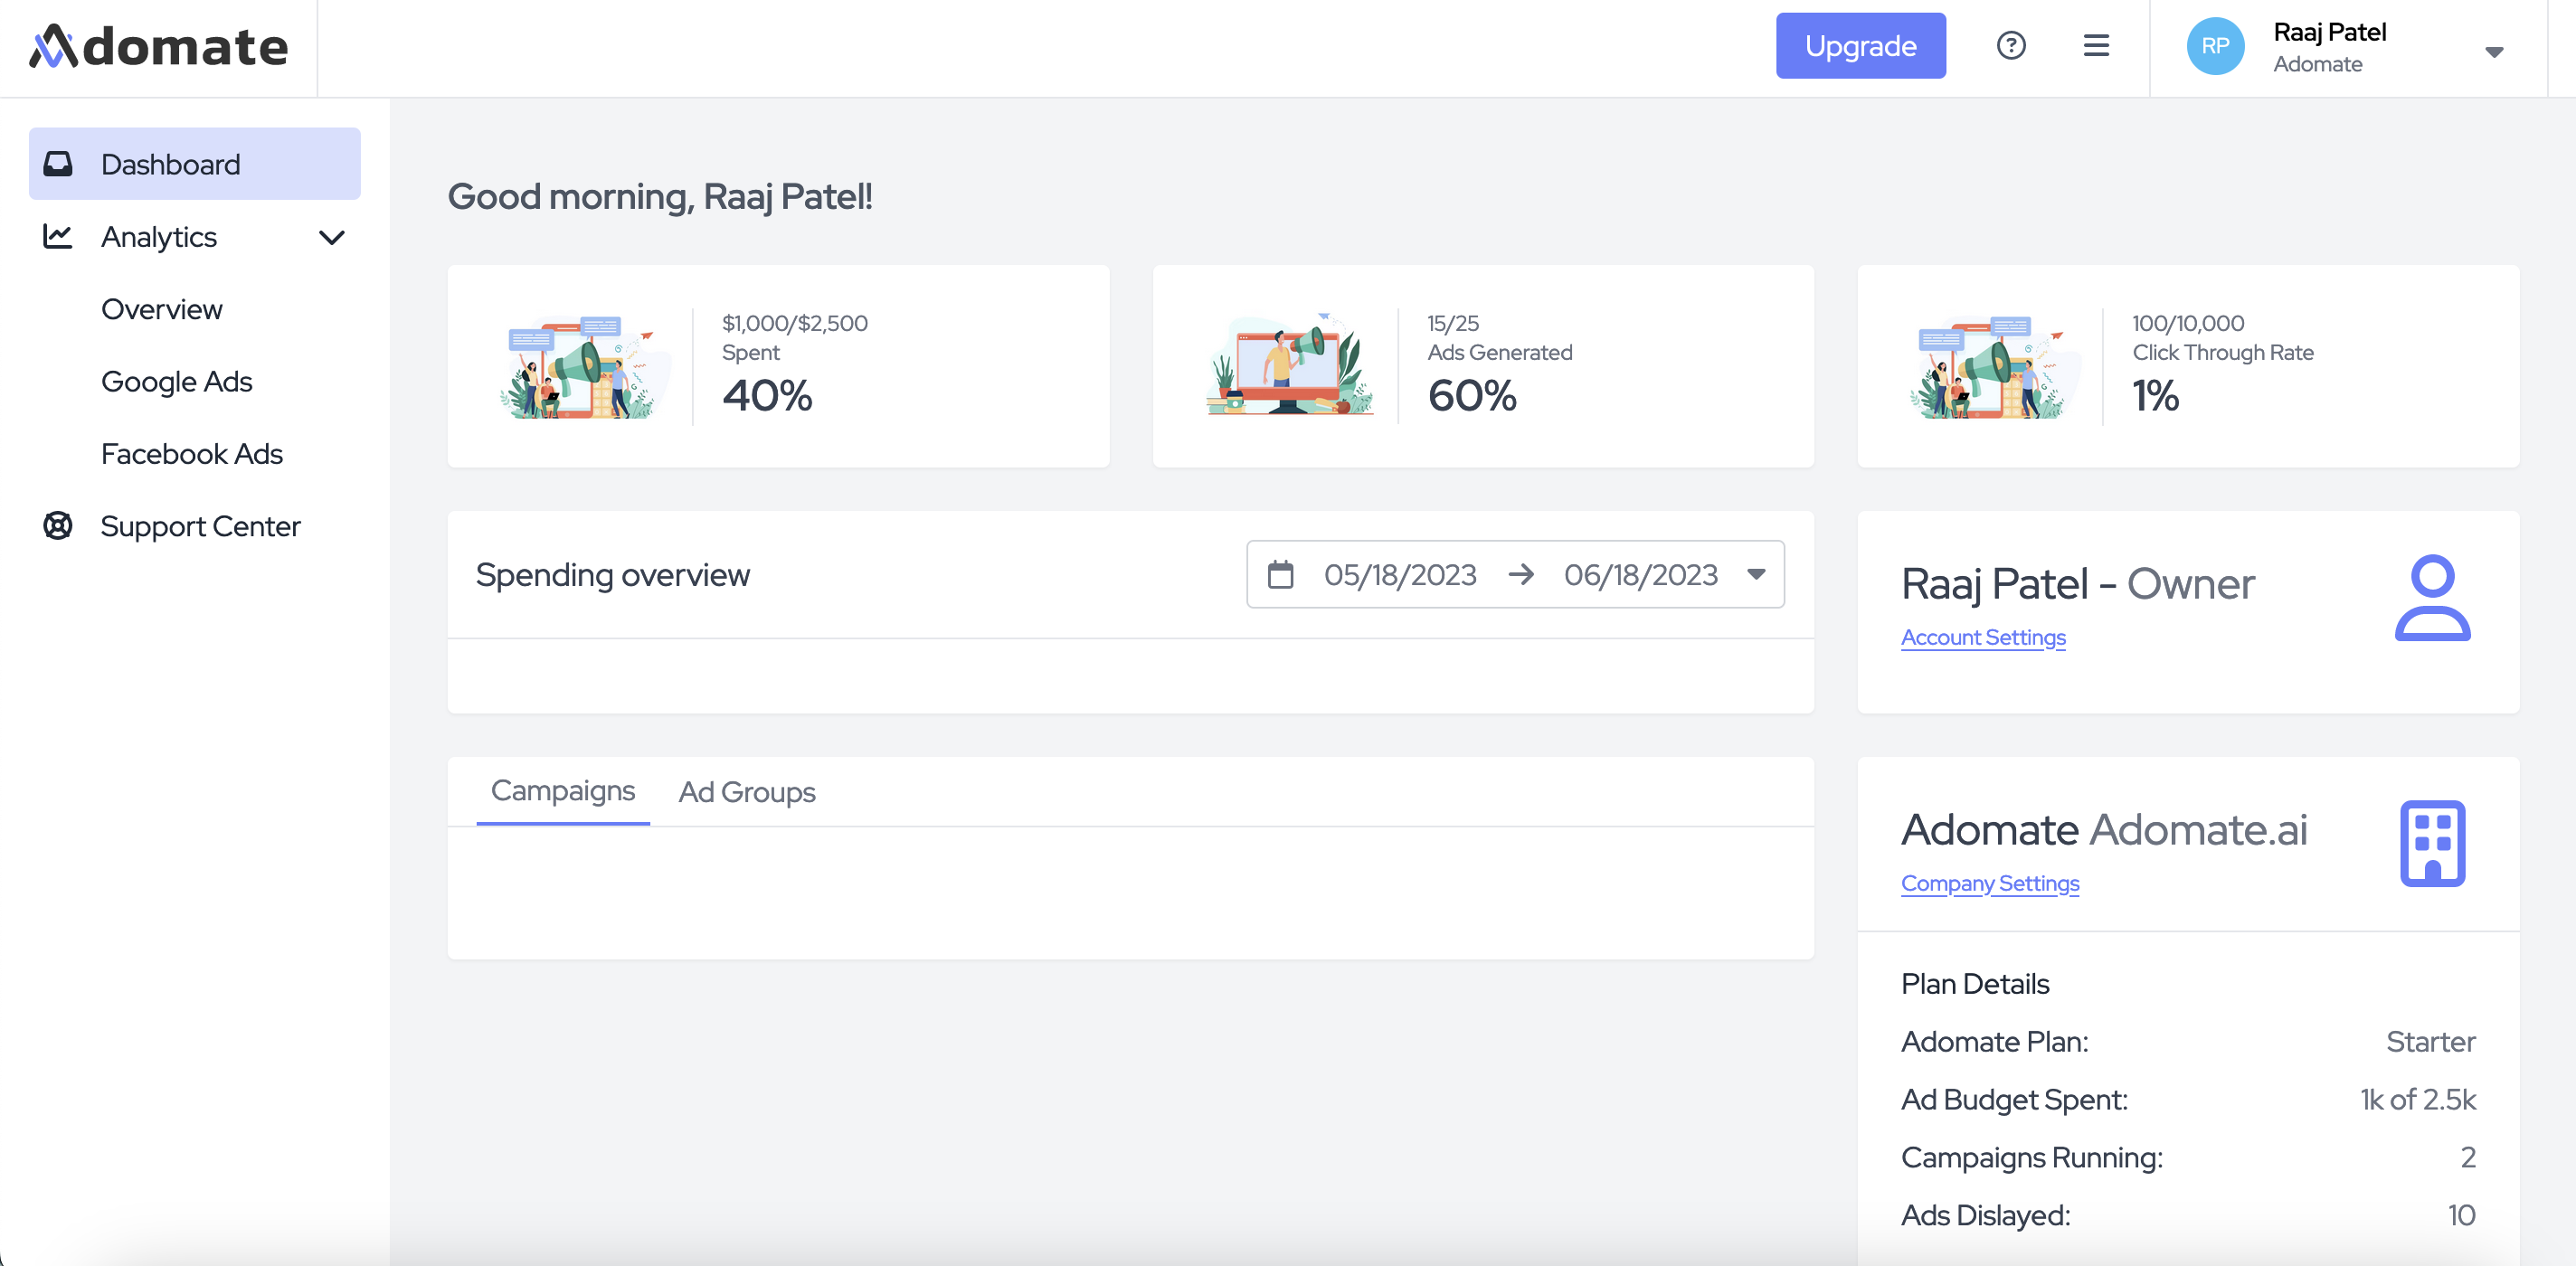 Adomate
Upgrade
RP
Raaj Patel
Adomate
Dashboard
Analytics
Overview
Google Ads
Facebook Ads
Support Center
Good morning, Raaj Patel!
$1,000/$2,500
Spent
40%
15/25
Ads Generated
60%
100/10,000
Click Through Rate
1%
Spending overview
05/18/2023 → 06/18/2023
Raaj Patel - Owner
Account Settings
Campaigns Ad Groups
Adomate Adomate.ai
Company Settings
Plan Details
Adomate Plan: Starter
Ad Budget Spent: 1k of 2.5k
Campaigns Running: 2
Ads Dislayed: 10